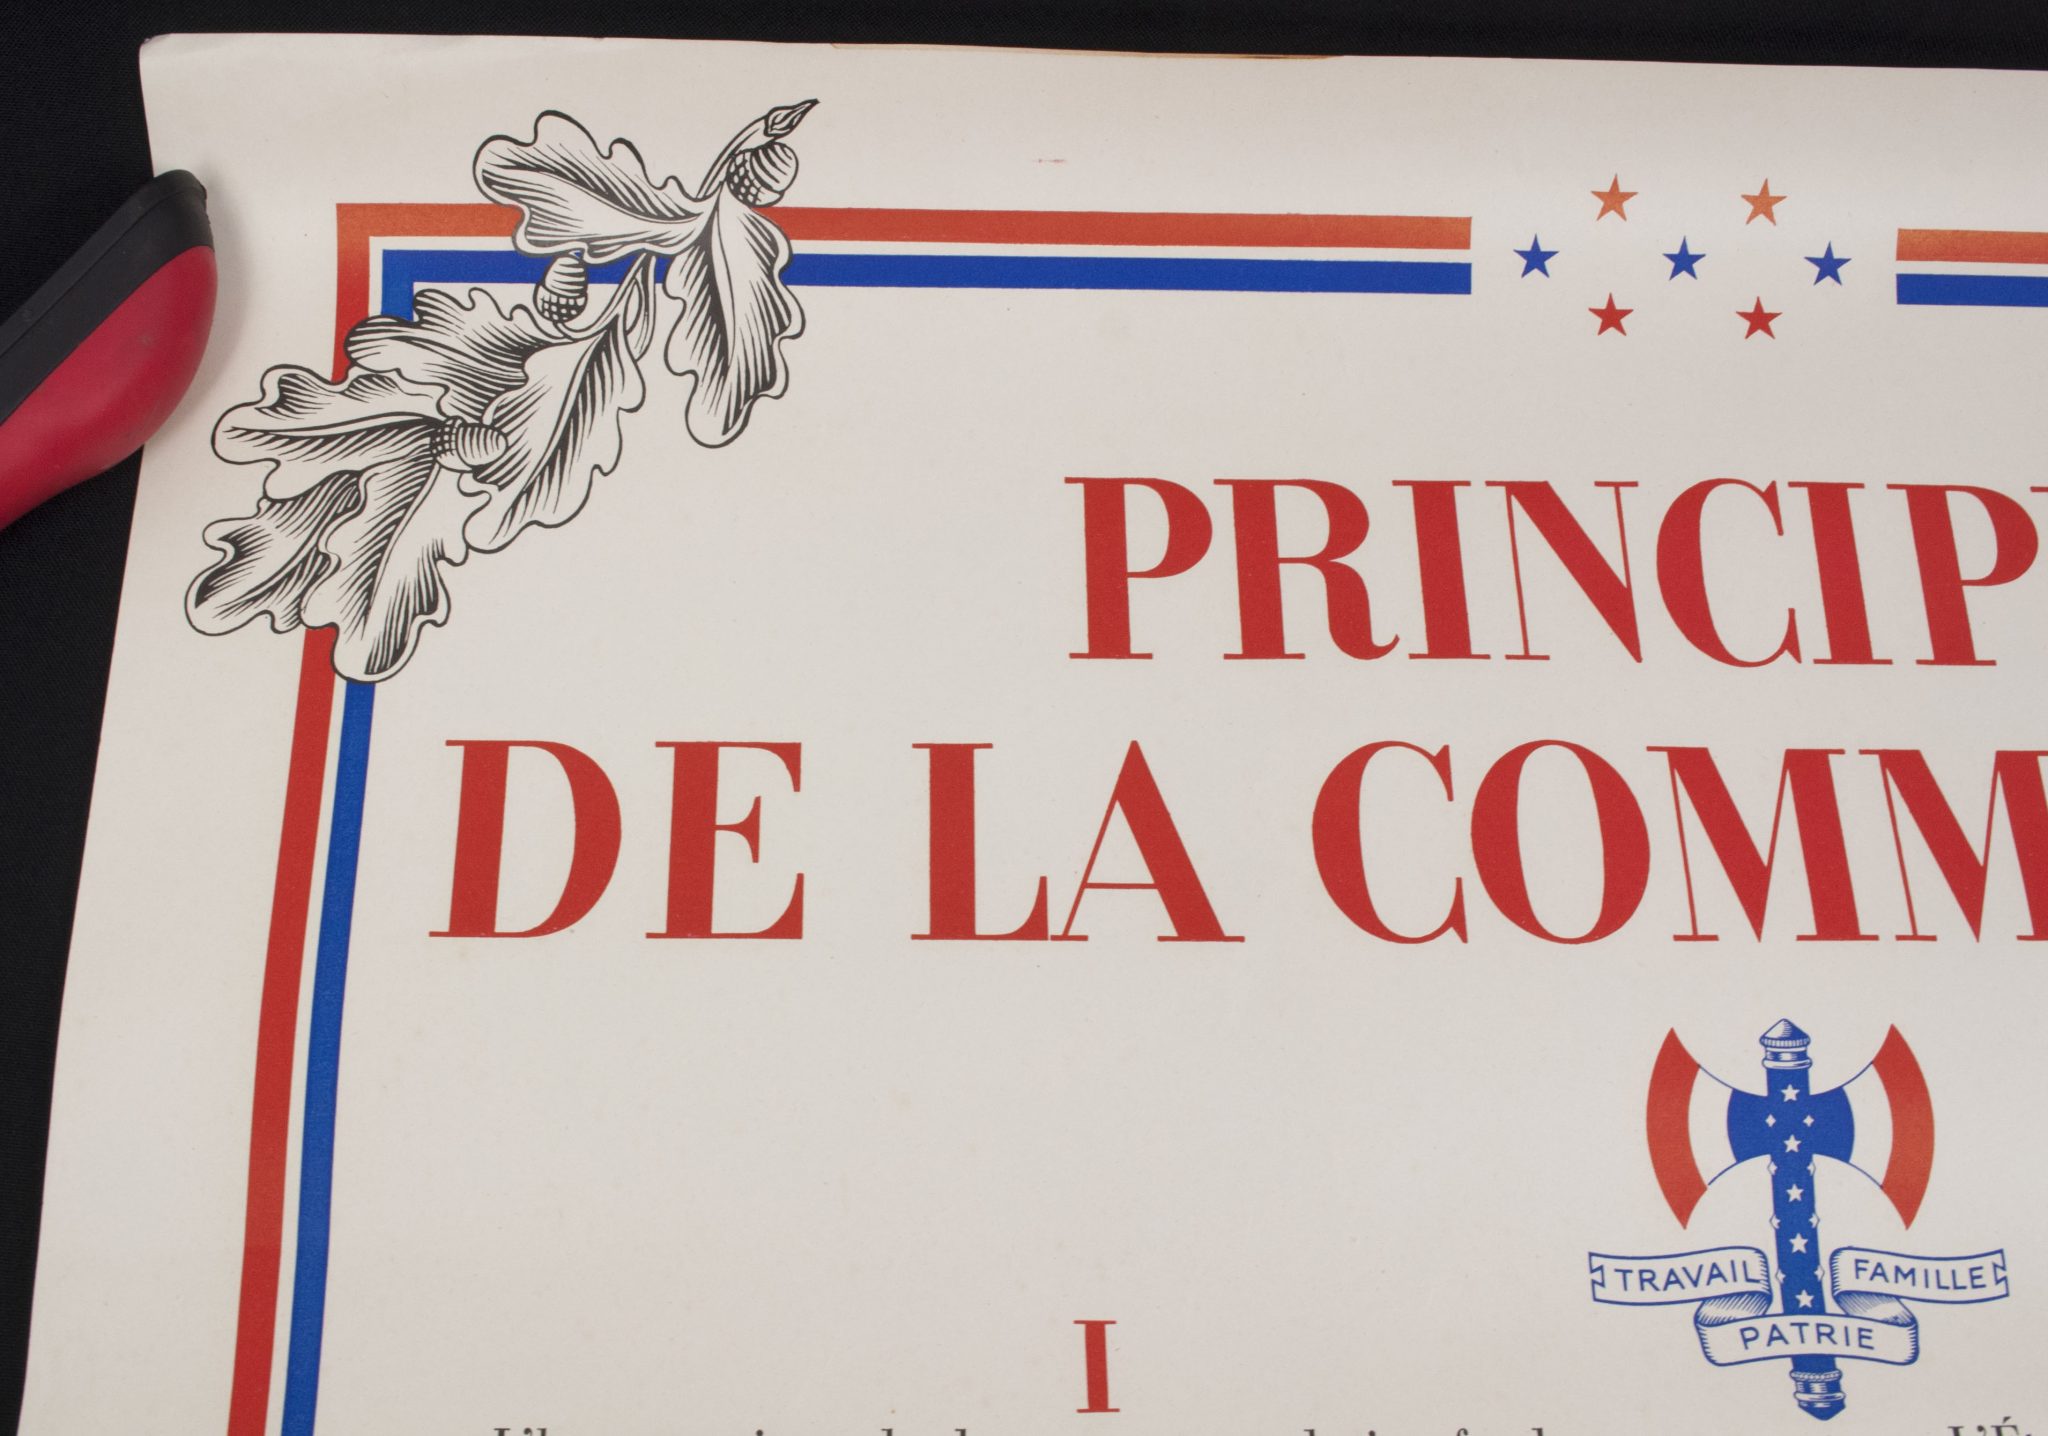 PRINCIP
DE LA COMM
TRAVAIL FAMILLE
PATRIE
I